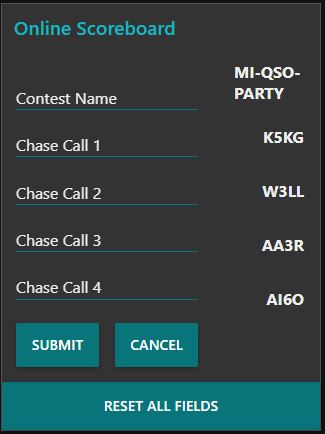 Online Scoreboard
MI-QSO-
PARTY
Contest Name
K5KG
Chase Call 1
W3LL
Chase Call 2
AA3R
Chase Call 3
AI6O
Chase Call 4
SUBMIT
CANCEL
RESET ALL FIELDS